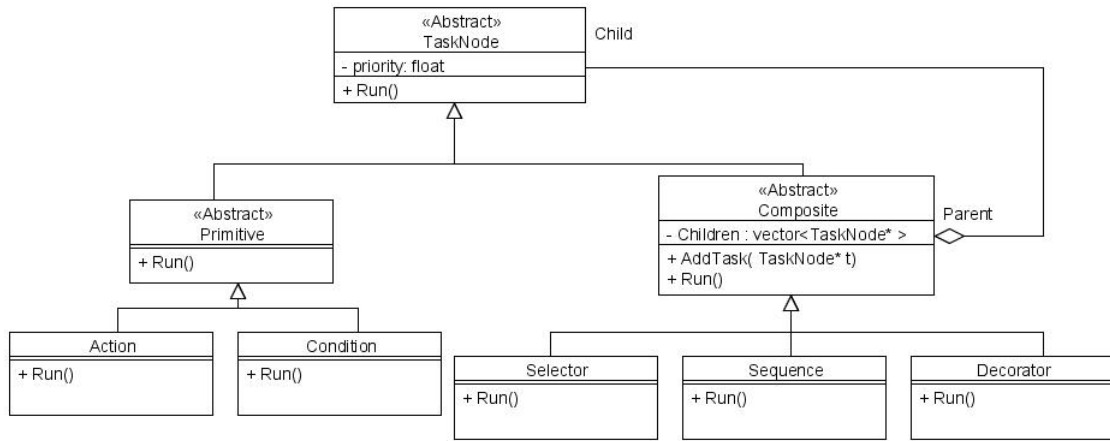 «Abstract»
TaskNode
Child
- priority: float
+ Run()
«Abstract»
Primitive
+ Run()
«Abstract»
Composite
Parent
- Children : vector<TaskNode* >
+ AddTask( TaskNode* t)
+ Run()
Action
+ Run()
Condition
+ Run()
Selector
+ Run()
Sequence
+ Run()
Decorator
+ Run()